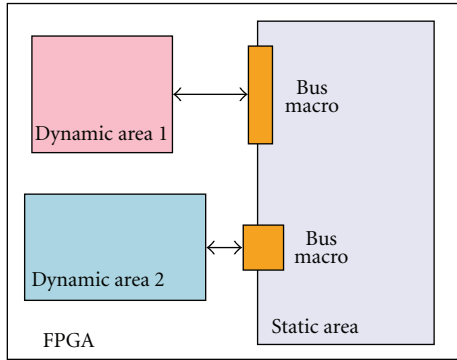 Bus
macro
Dynamic area 1
Bus
macro
Dynamic area 2
Static area
FPGA